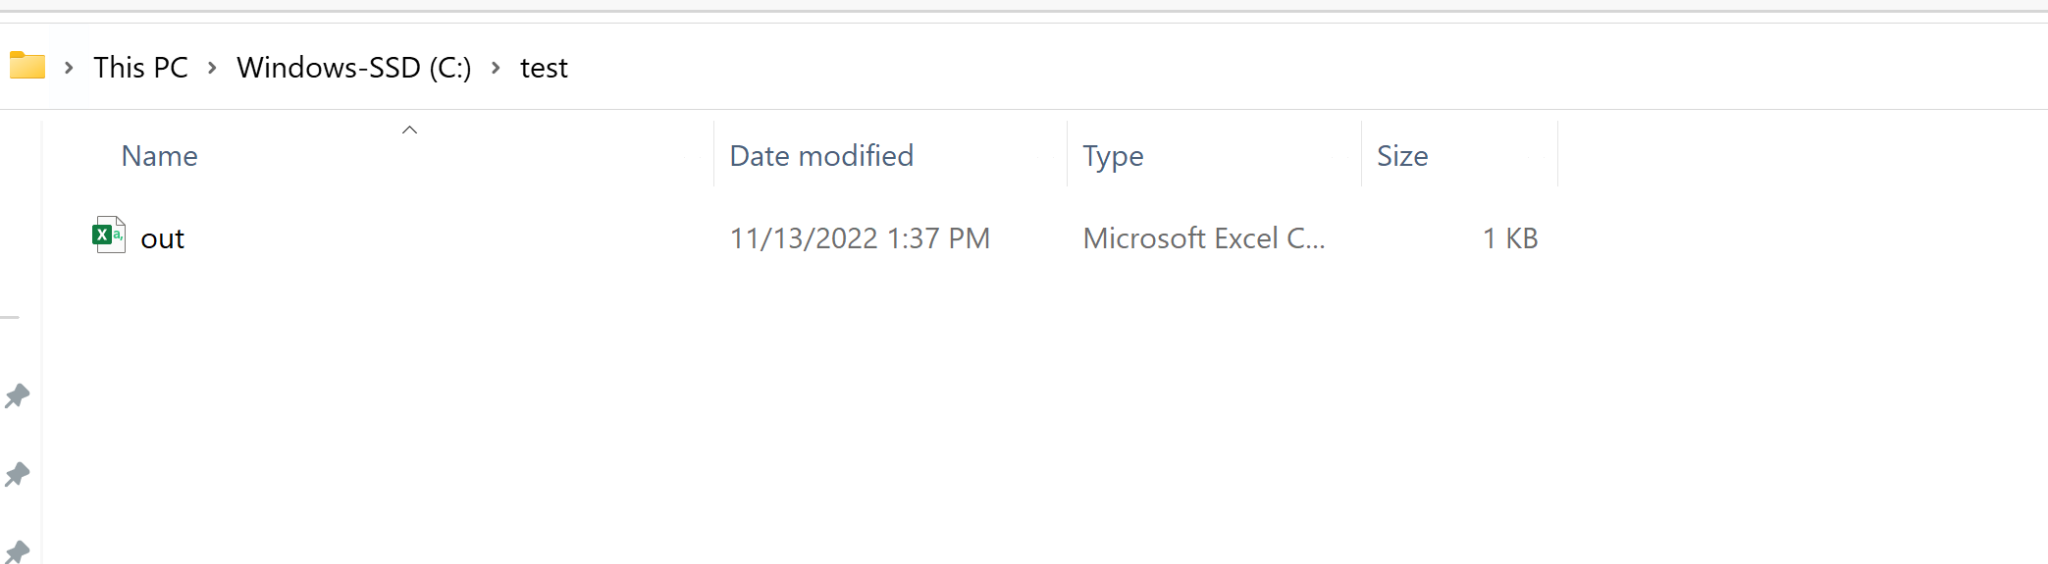 This PC › Windows-SSD (C:) › test
Name Date modified Type Size
out 11/13/2022 1:37 PM Microsoft Excel C... 1 KB